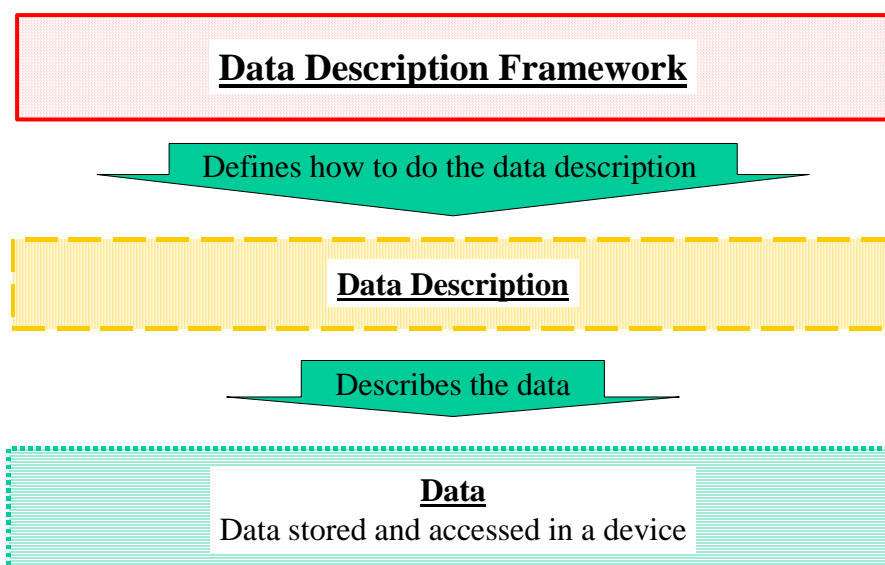 Data Description Framework
Defines how to do the data description
Data Description
Describes the data
Data
Data stored and accessed in a device